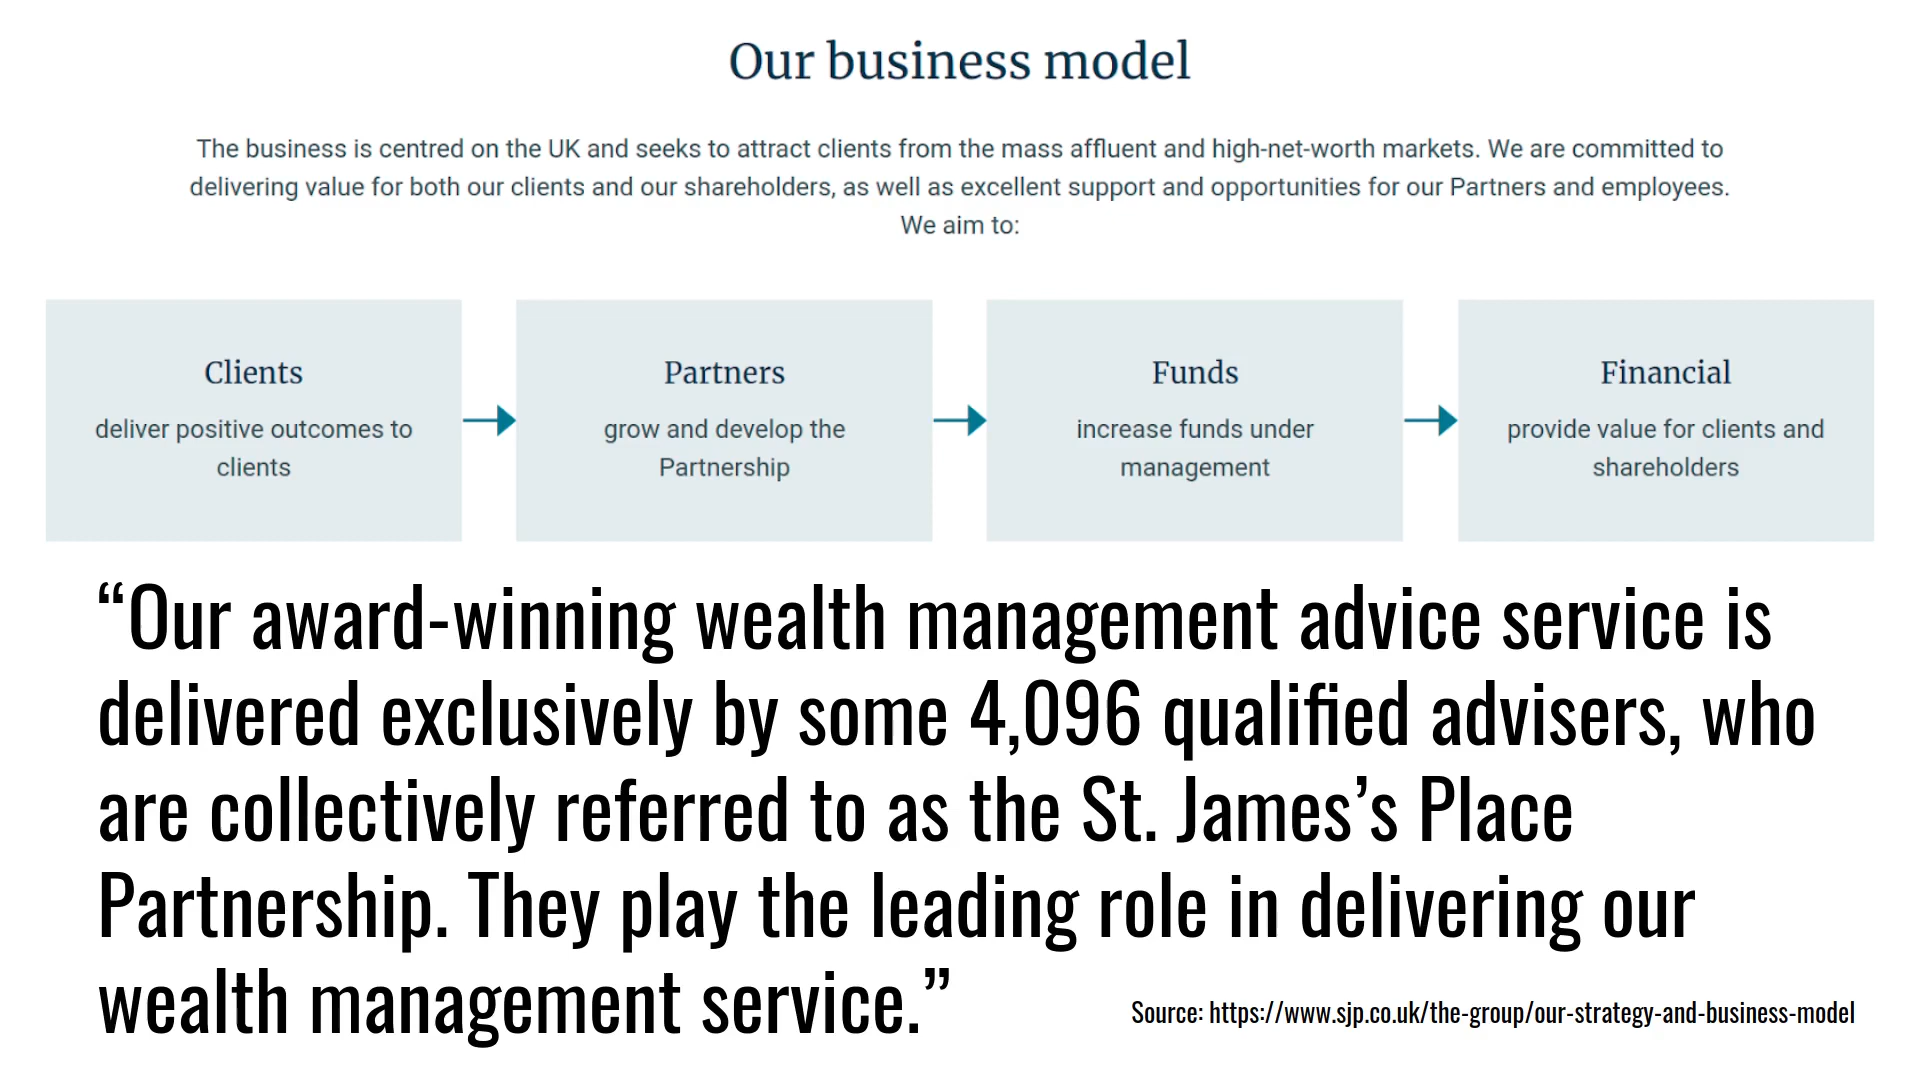 Our business model
The business is centred on the UK and seeks to attract clients from the mass affluent and high-net-worth markets. We are committed to
delivering value for both our clients and our shareholders, as well as excellent support and opportunities for our Partners and employees.
We aim to:
Clients
deliver positive outcomes to
clients
Partners
grow and develop the
Partnership
Funds
increase funds under
management
Financial
provide value for clients and
shareholders
“Our award-winning wealth management advice service is
delivered exclusively by some 4,096 qualified advisers, who
are collectively referred to as the St. James’s Place
Partnership. They play the leading role in delivering our
wealth management service.”
Source: https://www.sjp.co.uk/the-group/our-strategy-and-business-model